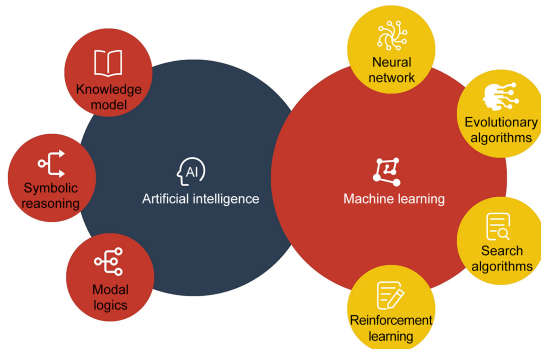 Knowledge
model
Symbolic
reasoning
Modal
logics
AI
Artificial intelligence
Machine learning
Neural
network
Evolutionary
algorithms
Search
algorithms
Reinforcement
learning